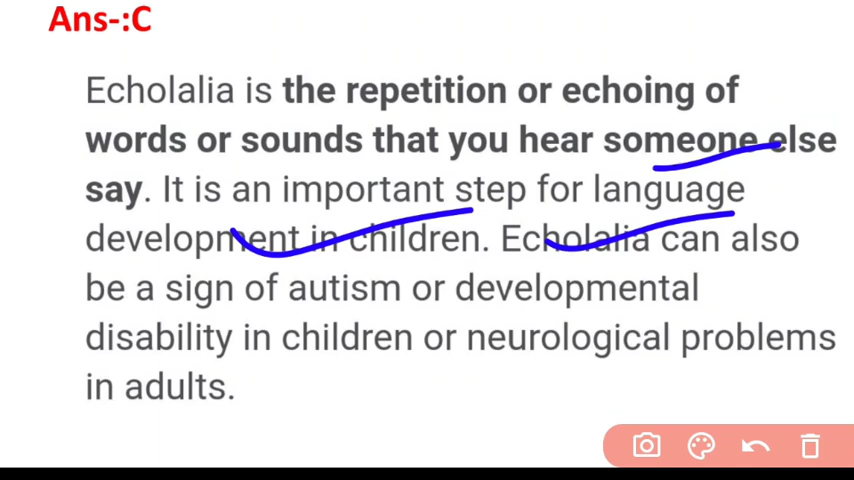 Ans-:C
Echolalia is the repetition or echoing of
words or sounds that you hear someone else
say. It is an important step for language
development in children. Echolalia can also
be a sign of autism or developmental
disability in children or neurological problems
in adults.